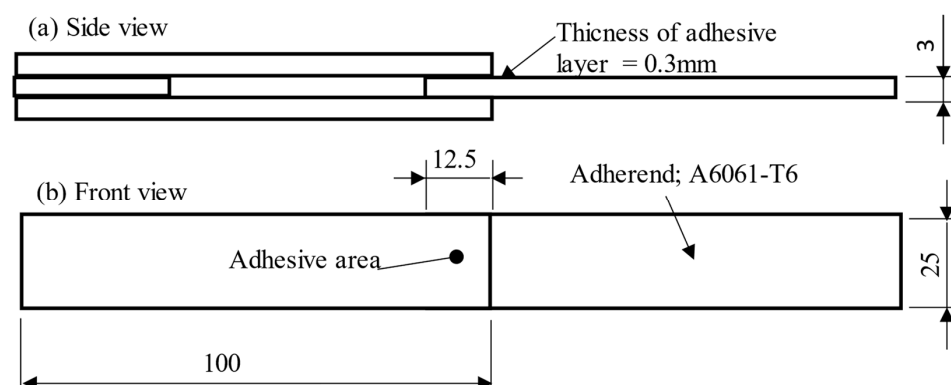 (a) Side view
Thicness of adhesive
layer = 0.3mm
3
12.5
(b) Front view
Adherend; A6061-T6
Adhesive area
25
100